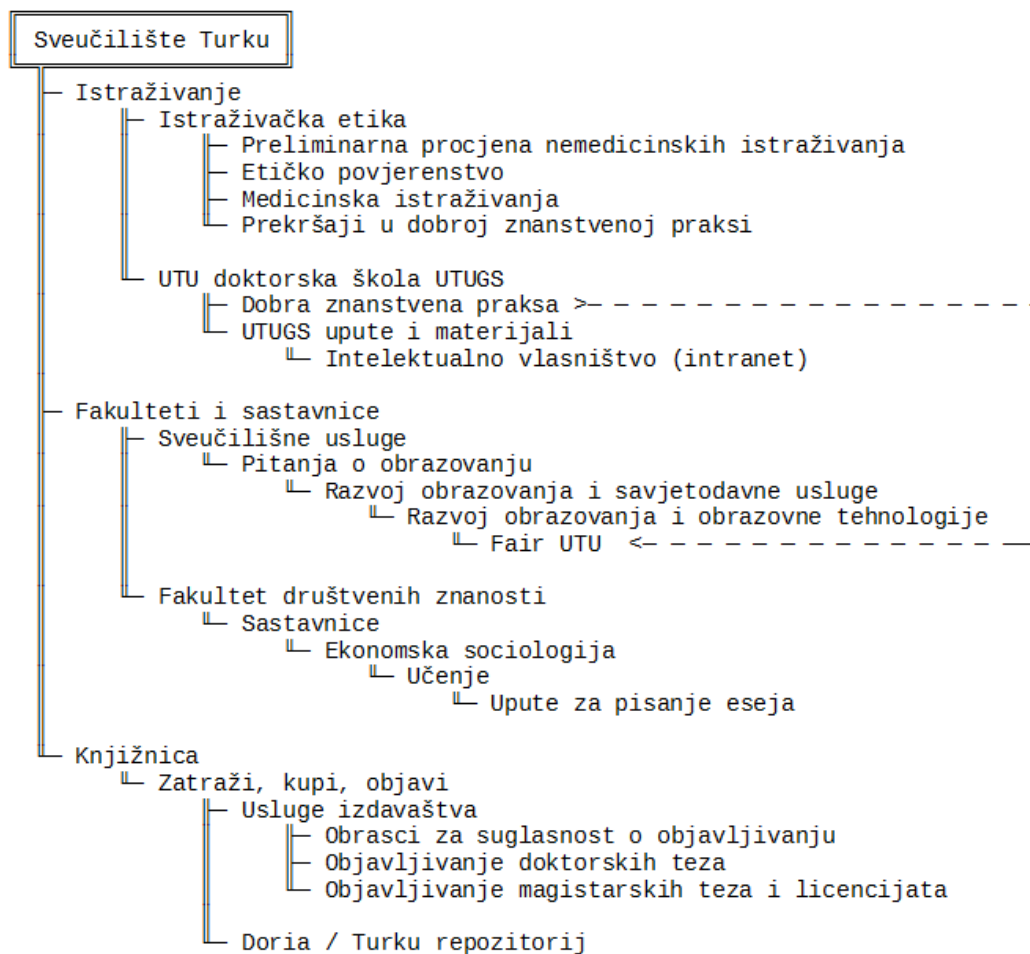 Sveučilište Turku
Istraživanje
Istraživačka etika
Preliminarna procjena nemedicinskih istraživanja
Etičko povjerenstvo
Medicinska istraživanja
Prekršaji u dobroj znanstvenoj praksi
UTU doktorska škola UTUGS
Dobra znanstvena praksa >
UTUGS upute i materijali
Intelektualno vlasništvo (intranet)
Fakulteti i sastavnice
Sveučilišne usluge
Pitanja o obrazovanju
Razvoj obrazovanja i savjetodavne usluge
Razvoj obrazovanja i obrazovne tehnologije
Fair UTU <
Fakultet društvenih znanosti
Sastavnice
Ekonomska sociologija
Učenje
Upute za pisanje eseja
Knjižnica
Zatraži, kupi, objavi
Usluge izdavaštva
Obrasci za suglasnost o objavljivanju
Objavljivanje doktorskih teza
Objavljivanje magistarskih teza i licencijata
Doria / Turku repozitorij